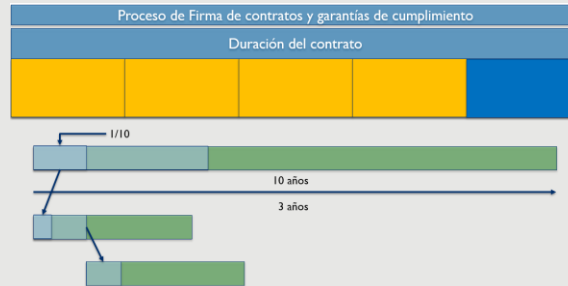 Proceso de Firma de contratos y garantías de cumplimiento
Duración del contrato
1/10
10 años
3 años